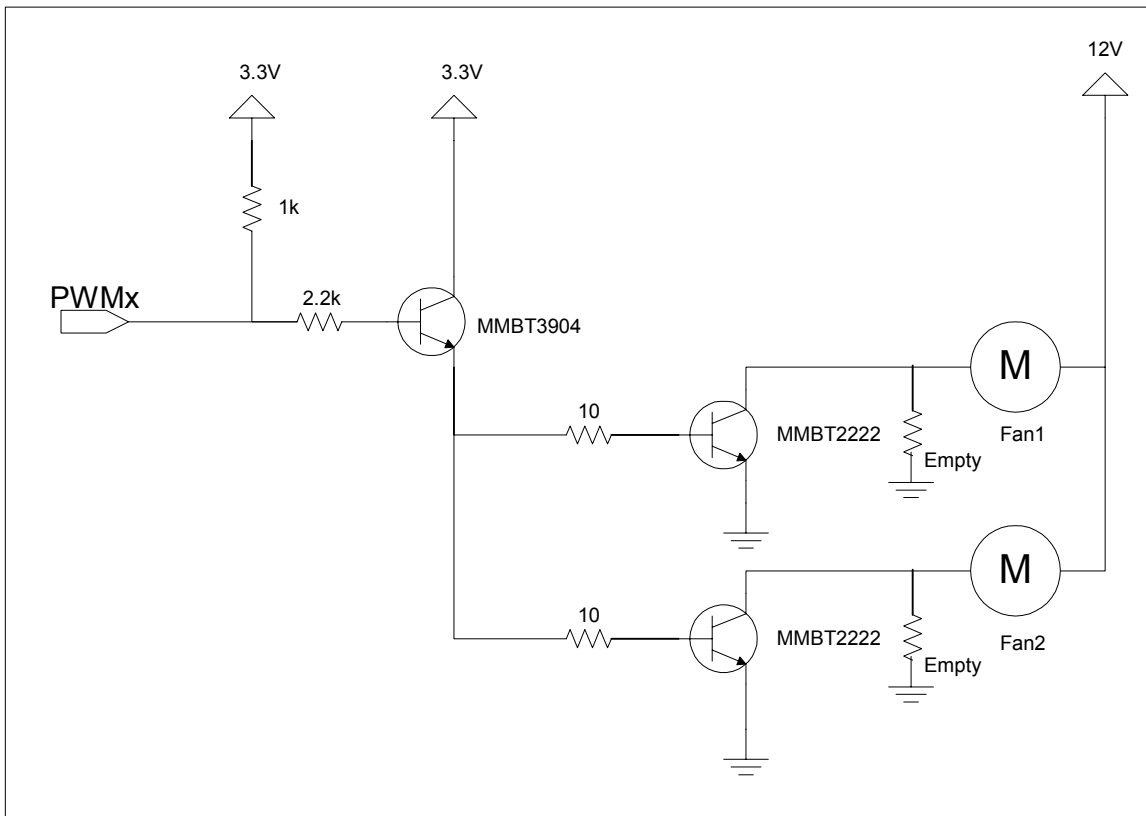 12V
3.3V
3.3V
1k
PWMx
2.2k
MMBT3904
M
10
MMBT2222
Fan1
Empty
M
10
MMBT2222
Fan2
Empty